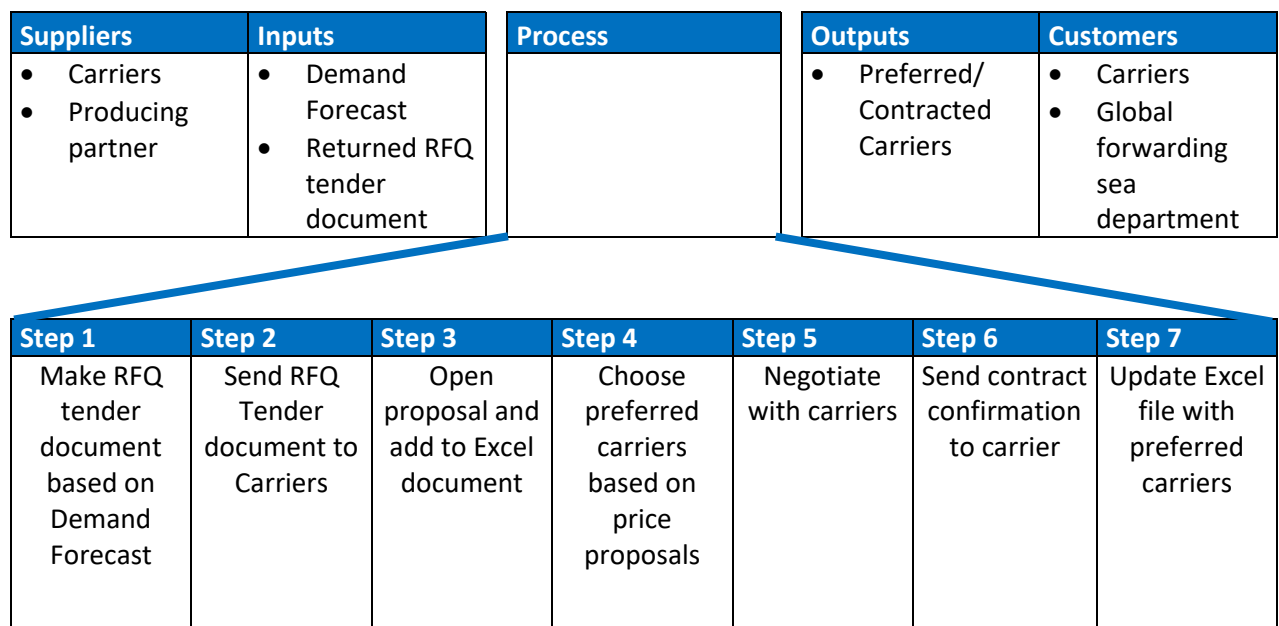 Suppliers
• Carriers
• Producing
partner
Inputs
• Demand
Forecast
• Returned RFQ
tender
document
Process
Outputs
• Preferred/
Contracted
Carriers
Customers
• Carriers
• Global
forwarding
sea
department
Step 1
Make RFQ
tender
document
based on
Demand
Forecast
Step 2
Send RFQ
Tender
document to
Carriers
Step 3
Open
proposal and
add to Excel
document
Step 4
Choose
preferred
carriers
based on
price
proposals
Step 5
Negotiate
with carriers
Step 6
Send contract
confirmation
to carrier
Step 7
Update Excel
file with
preferred
carriers